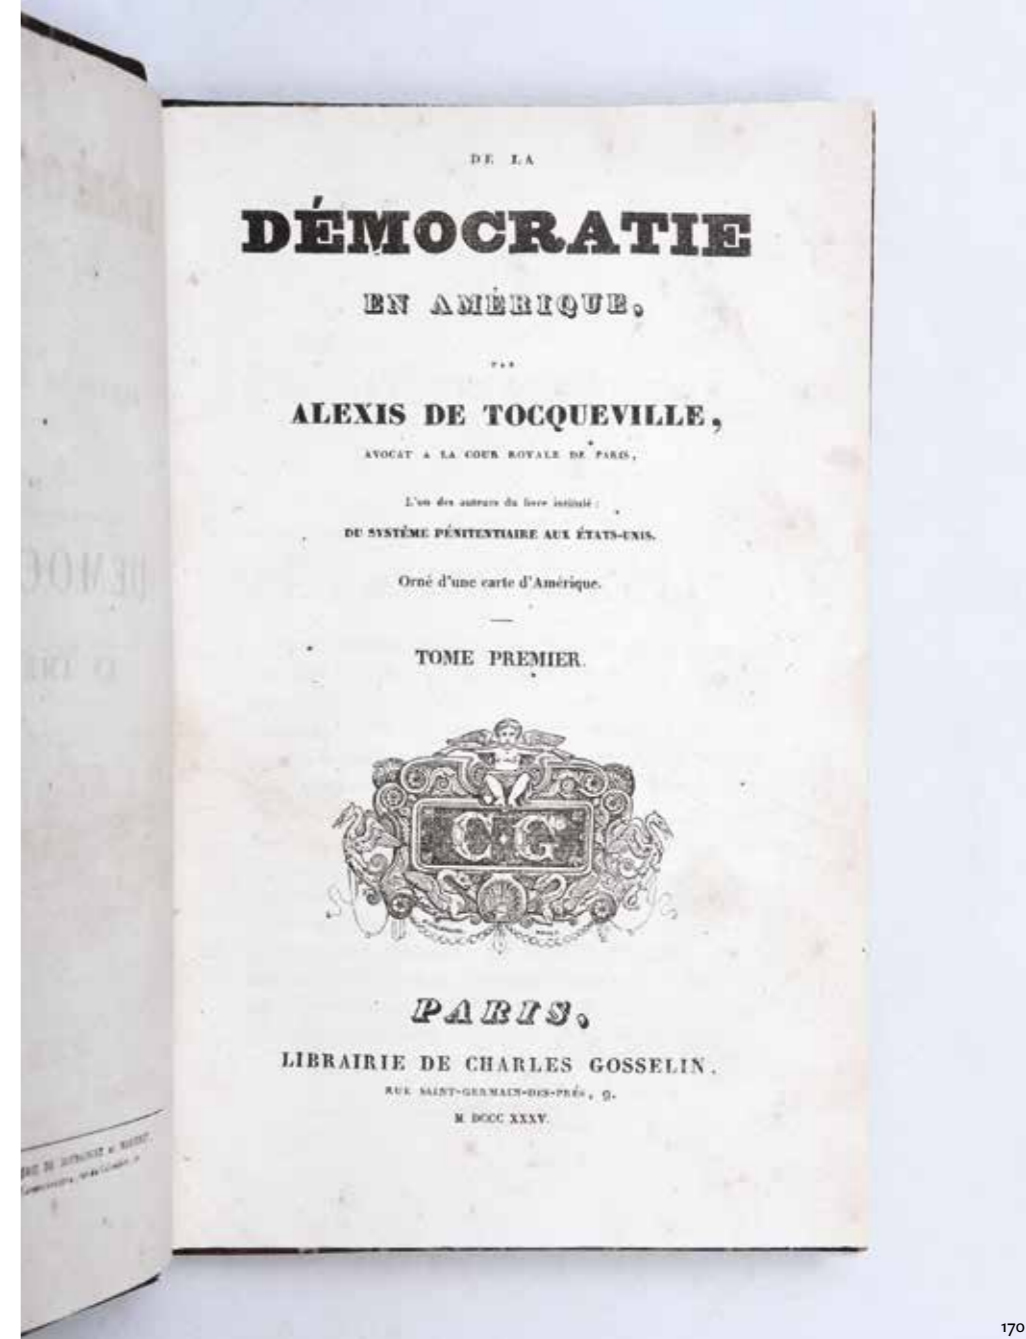 DE LA
DÉMOCRATIE
EN AMÉRIQUE,
PAR
ALEXIS DE TOCQUEVILLE,
AVOCAT A LA COUR ROYALE DE PARIS,
L'un des auteurs du livre intitulé :
DU SYSTÈME PÉNITENTIAIRE AUX ÉTATS-UNIS.
Orné d'une carte d'Amérique.
TOME PREMIER.
C·G
PARIS,
LIBRAIRIE DE CHARLES GOSSELIN.
RUE SAINT-GERMAIN-DES-PRÉS, 9.
M DCCC XXXV.
170